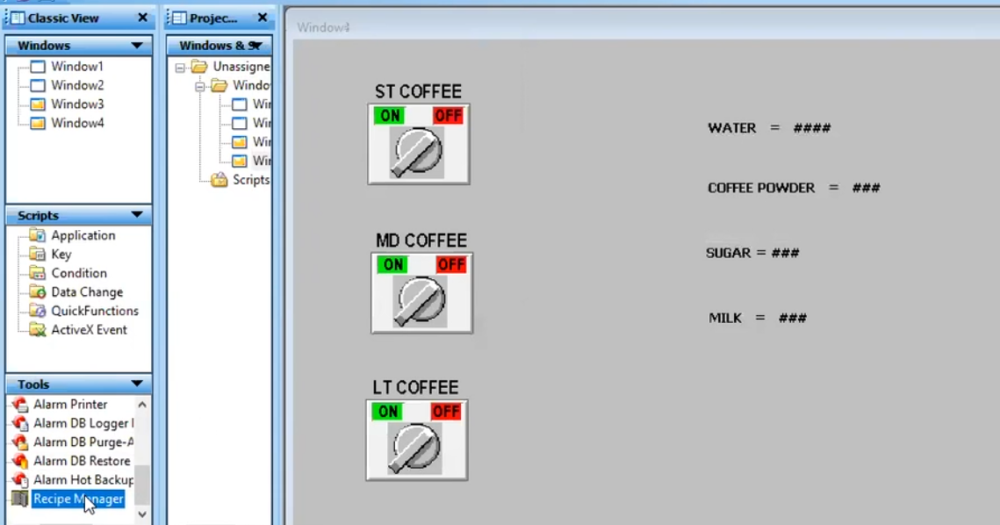 Classic View
Windows
Window1
Window2
Window3
Window4
Scripts
Application
Key
Condition
Data Change
QuickFunctions
ActiveX Event
Tools
Alarm Printer
Alarm DB Logger
Alarm DB Purge-A
Alarm DB Restore
Alarm Hot Backup
Recipe Manager
Projec...
Windows &
Unassigne
Windo
Wi
Wi
Wi
Wi
Scripts
Window4
ST COFFEE
ON OFF
MD COFFEE
ON OFF
LT COFFEE
ON OFF
WATER = ####
COFFEE POWDER = ###
SUGAR = ###
MILK = ###